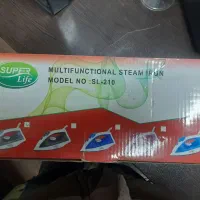 SUPER
Life
MULTIFUNCTIONAL STEAM IRON
MODEL NO :SL-210